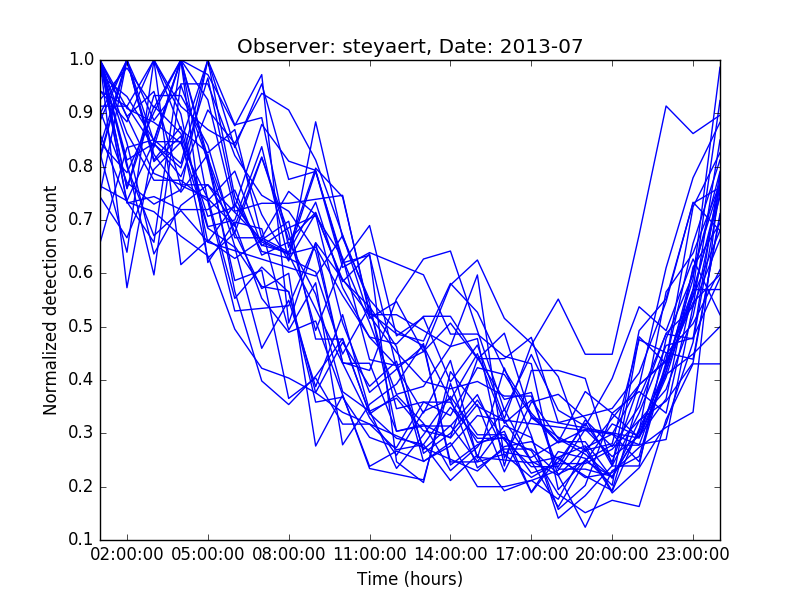 Observer: steyaert, Date: 2013-07
Normalized detection count
1.0
0.9
0.8
0.7
0.6
0.5
0.4
0.3
0.2
0.1
02:00:00 05:00:00 08:00:00 11:00:00 14:00:00 17:00:00 20:00:00 23:00:00
Time (hours)